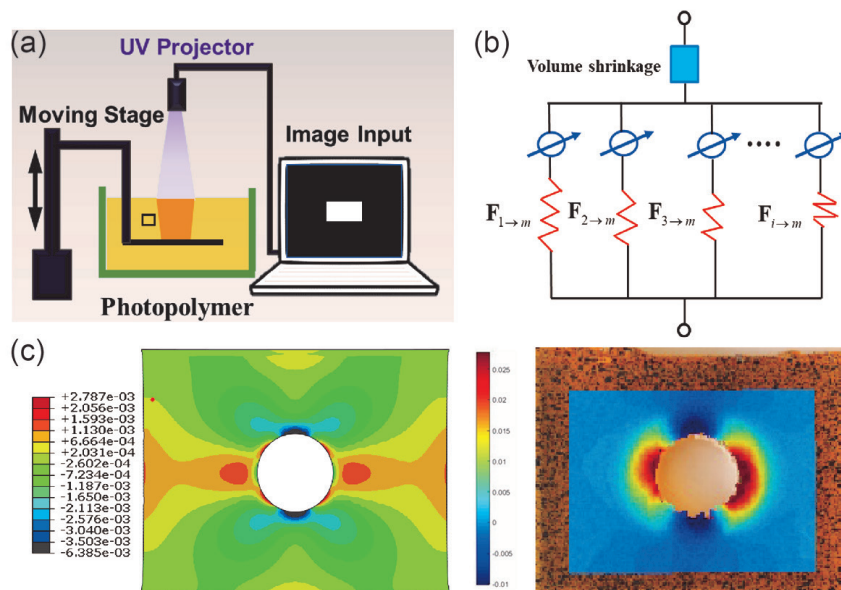 (a)
UV Projector
Moving Stage
Image Input
Photopolymer
(b)
Volume shrinkage
F1→m
F2→m
F3→m
Fi→m
(c)
+2.787e-03
+2.056e-03
+1.593e-03
+1.130e-03
+6.664e-04
+2.031e-04
-2.602e-04
-7.234e-04
-1.187e-03
-1.650e-03
-2.113e-03
-2.576e-03
-3.040e-03
-3.503e-03
-6.385e-03
0.025
0.02
0.015
0.01
0.005
0
-0.005
-0.01